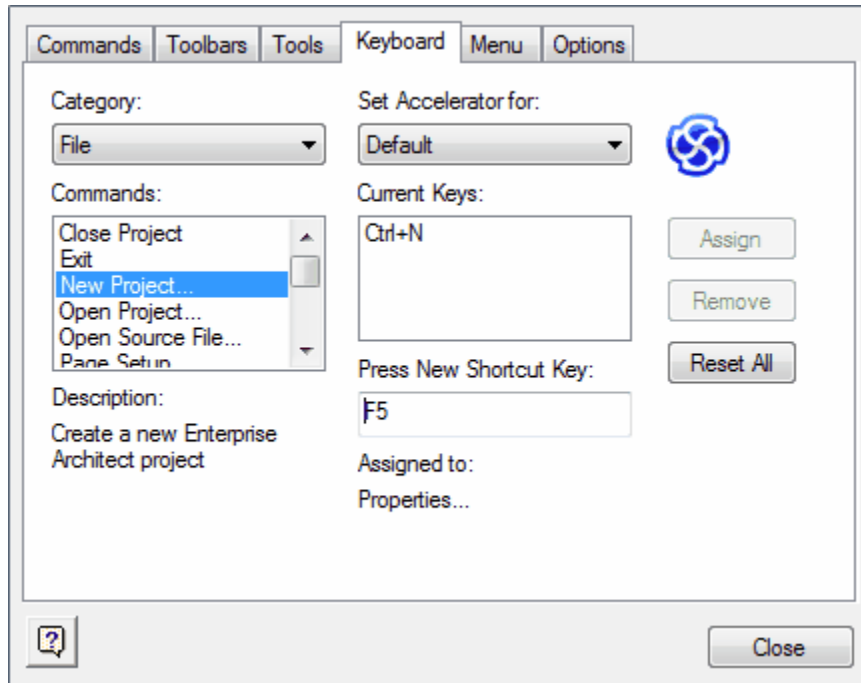 Commands Toolbars Tools Keyboard Menu Options
Category:
File
Commands:
Close Project
Exit
New Project...
Open Project...
Open Source File...
Page Setup
Description:
Create a new Enterprise
Architect project
Set Accelerator for:
Default
Current Keys:
Ctrl+N
Press New Shortcut Key:
F5
Assigned to:
Properties...
Assign
Remove
Reset All
?
Close